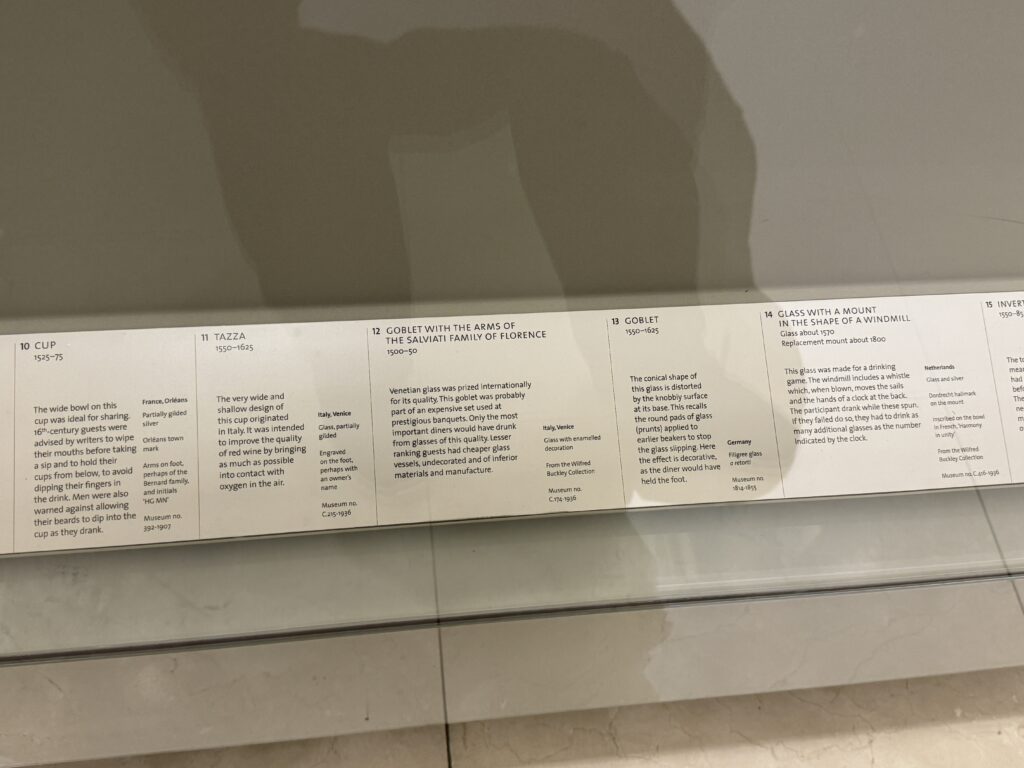 10 CUP
1525–75
The wide bowl on this
cup was ideal for sharing.
16th-century guests were
advised by writers to wipe
their mouths before taking
a sip and to hold their
cups from below, to avoid
dipping their fingers in
the drink. Men were also
warned against allowing
their beards to dip into the
cup as they drank.
France, Orléans
Partially gilded
silver
Orléans town
mark
Arms on foot,
perhaps of the
Bernard family,
and initials
'HG MN'
Museum no.
392-1907
11 TAZZA
1550–1625
The very wide and
shallow design of
this cup originated
in Italy. It was intended
to improve the quality
of red wine by bringing
as much as possible
into contact with
oxygen in the air.
Italy, Venice
Glass, partially
gilded
Engraved
on the foot,
perhaps with
an owner's
name
Museum no.
C.215-1936
12 GOBLET WITH THE ARMS OF
THE SALVIATI FAMILY OF FLORENCE
1500–50
Venetian glass was prized internationally
for its quality. This goblet was probably
part of an expensive set used at
prestigious banquets. Only the most
important diners would have drunk
from glasses of this quality. Lesser
ranking guests had cheaper glass
vessels, undecorated and of inferior
materials and manufacture.
Italy, Venice
Glass with enamelled
decoration
From the Wilfred
Buckley Collection
Museum no.
C.174-1936
13 GOBLET
1550–1625
The conical shape of
this glass is distorted
by the knobbly surface
at its base. This recalls
the round pads of glass
(prunts) applied to
earlier beakers to stop
the glass slipping. Here
the effect is decorative,
as the diner would have
held the foot.
Germany
Filigree glass
a retorti
Museum no.
1814-1855
14 GLASS WITH A MOUNT
IN THE SHAPE OF A WINDMILL
Glass about 1570
Replacement mount about 1800
This glass was made for a drinking
game. The windmill includes a whistle
which, when blown, moves the sails
and the hands of a clock at the back.
The participant drank while these spun.
If they failed do so, they had to drink as
many additional glasses as the number
indicated by the clock.
Netherlands
Glass and silver
Dordrecht hallmark
on the mount
Inscribed on the bowl
in French, 'Harmony
in unity'
From the Wilfred
Buckley Collection
Museum no. C.416-1936
15 INVERT
1550–85
The to
mean
had
befo
The
ne
o